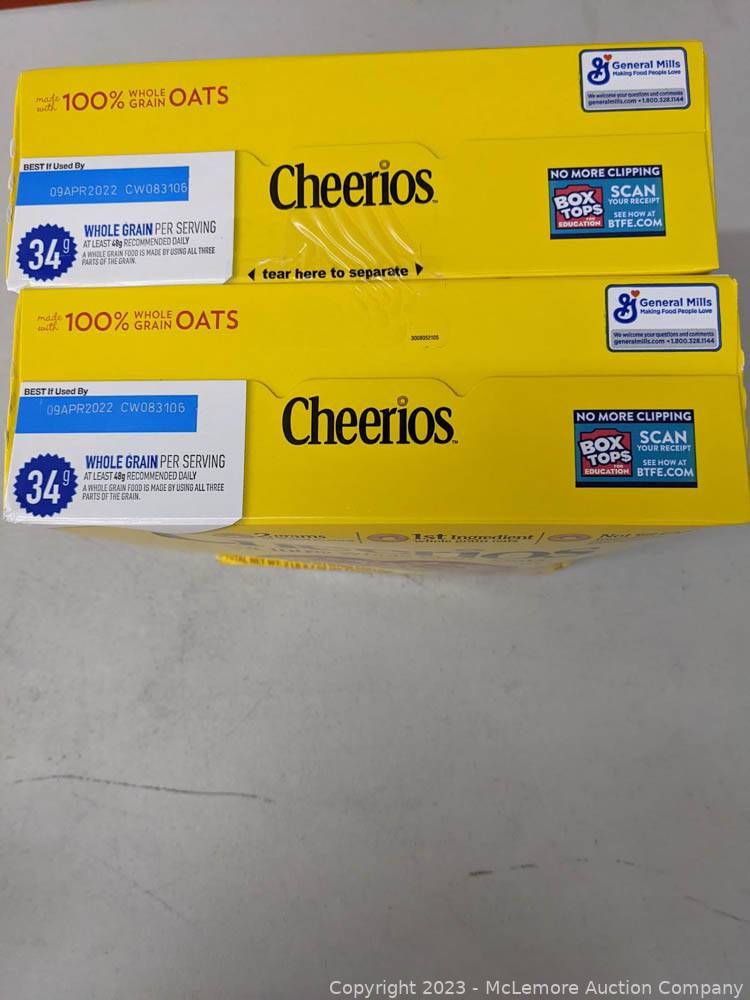 made with 100% WHOLE GRAIN OATS
General Mills
Making Food People Love
We welcome your questions and comments
generalmills.com • 1.800.328.1144
BEST If Used By
09APR2022 CW083106
Cheerios
NO MORE CLIPPING
BOX TOPS FOR EDUCATION
SCAN
YOUR RECEIPT
SEE HOW AT
BTFE.COM
34g
WHOLE GRAIN PER SERVING
AT LEAST 48g RECOMMENDED DAILY
A WHOLE GRAIN FOOD IS MADE BY USING ALL THREE
PARTS OF THE GRAIN.
tear here to separate
made with 100% WHOLE GRAIN OATS
3008052105
General Mills
Making Food People Love
We welcome your questions and comments
generalmills.com • 1.800.328.1144
BEST If Used By
09APR2022 CW083106
Cheerios
NO MORE CLIPPING
BOX TOPS FOR EDUCATION
SCAN
YOUR RECEIPT
SEE HOW AT
BTFE.COM
34g
WHOLE GRAIN PER SERVING
AT LEAST 48g RECOMMENDED DAILY
A WHOLE GRAIN FOOD IS MADE BY USING ALL THREE
PARTS OF THE GRAIN.
1st Ingredient
whole grain oats
TOTAL NET
Copyright 2023 - McLemore Auction Company